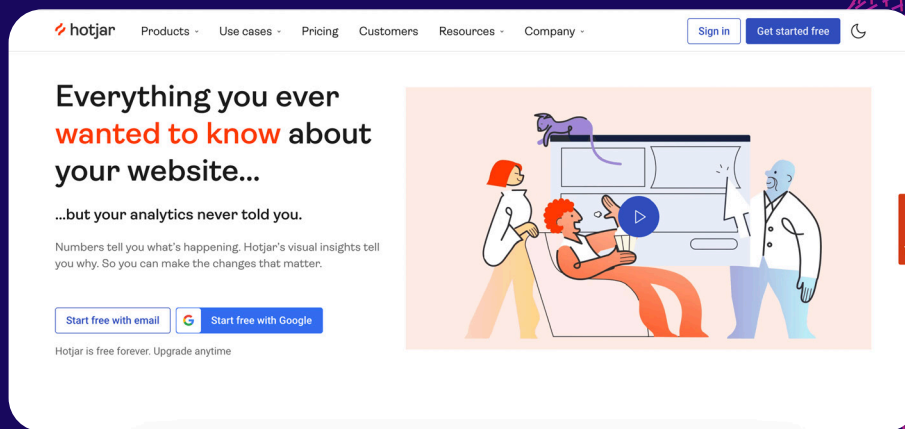 hotjar Products Use cases Pricing Customers Resources Company Sign in Get started free
Everything you ever
wanted to know about
your website...
...but your analytics never told you.
Numbers tell you what's happening. Hotjar's visual insights tell
you why. So you can make the changes that matter.
Start free with email G Start free with Google
Hotjar is free forever. Upgrade anytime